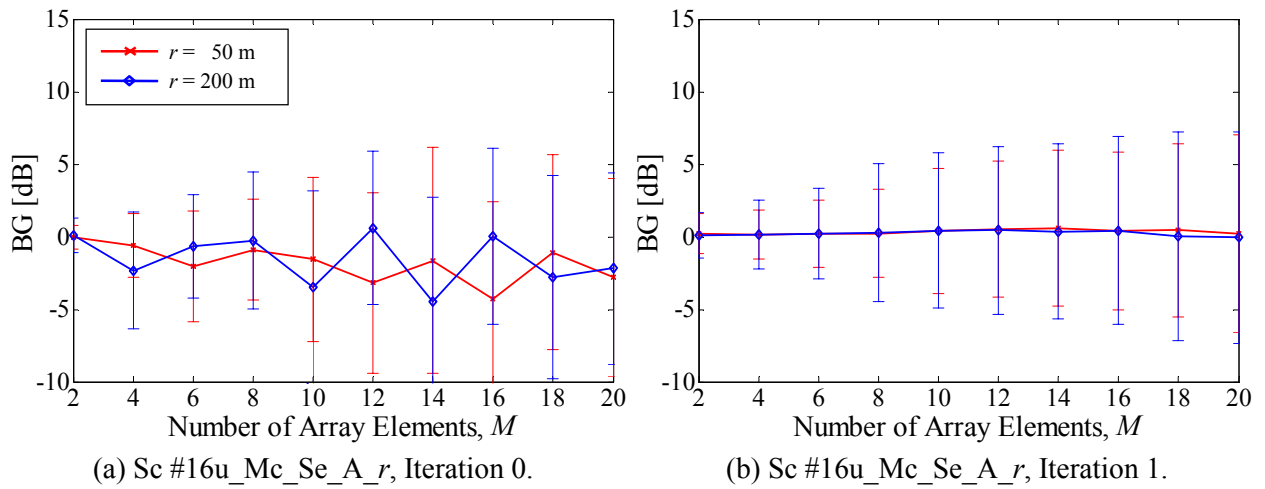 15
10
5
0
-5
-10
BG [dB]
r = 50 m
r = 200 m
2 4 6 8 10 12 14 16 18 20
Number of Array Elements, M
(a) Sc #16u_Mc_Se_A_r, Iteration 0.
15
10
5
0
-5
-10
BG [dB]
2 4 6 8 10 12 14 16 18 20
Number of Array Elements, M
(b) Sc #16u_Mc_Se_A_r, Iteration 1.